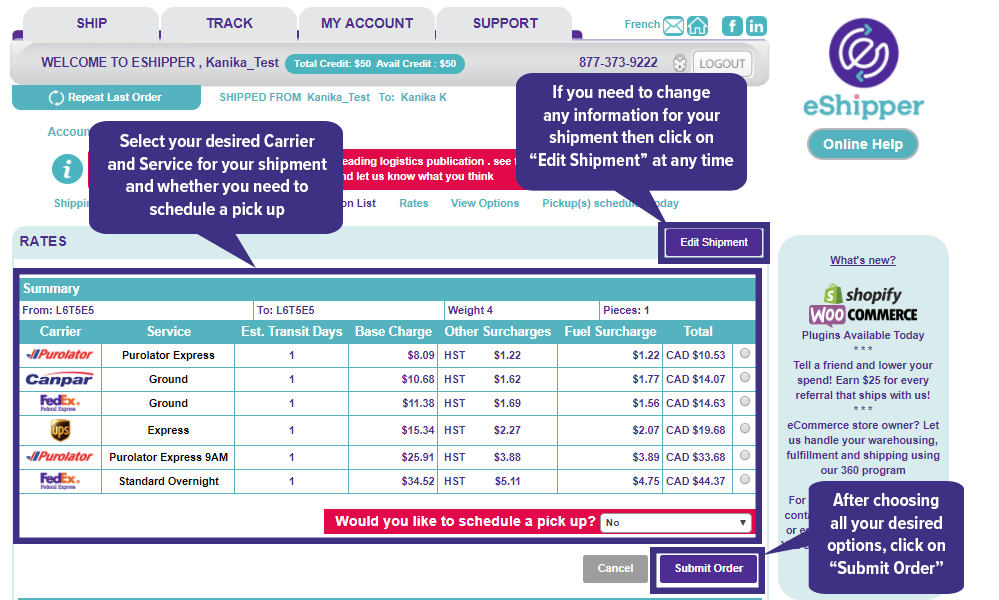 SHIP TRACK MY ACCOUNT SUPPORT
French
f in
WELCOME TO ESHIPPER , Kanika_Test Total Credit: $50 Avail Credit : $50 877-373-9222 LOGOUT
Repeat Last Order SHIPPED FROM Kanika_Test To: Kanika K
eShipper
Online Help
If you need to change
any information for your
shipment then click on
“Edit Shipment” at any time
Select your desired Carrier
and Service for your shipment
and whether you need to
schedule a pick up
i
leading logistics publication . see
let us know what you think
List Rates View Options Pickup(s)
RATES Edit Shipment
Summary
From: L6T5E5 To: L6T5E5 Weight 4 Pieces: 1
Carrier Service Est. Transit Days Base Charge Other Surcharges Fuel Surcharge Total
Purolator Purolator Express 1 $8.09 HST $1.22 $1.22 CAD $10.53
Canpar Ground 1 $10.68 HST $1.62 $1.77 CAD $14.07
FedEx. Federal Express Ground 1 $11.38 HST $1.69 $1.56 CAD $14.63
ups Express 1 $15.34 HST $2.27 $2.07 CAD $19.68
Purolator Purolator Express 9AM 1 $25.91 HST $3.88 $3.89 CAD $33.68
FedEx. Federal Express Standard Overnight 1 $34.52 HST $5.11 $4.75 CAD $44.37
Would you like to schedule a pick up? No
Cancel Submit Order
What's new?
shopify
WOO COMMERCE
Plugins Available Today
* * *
Tell a friend and lower your
spend! Earn $25 for every
referral that ships with us!
* * *
eCommerce store owner? Let
us handle your warehousing,
fulfillment and shipping using
our 360 program
For
After choosing
all your desired
options, click on
“Submit Order”